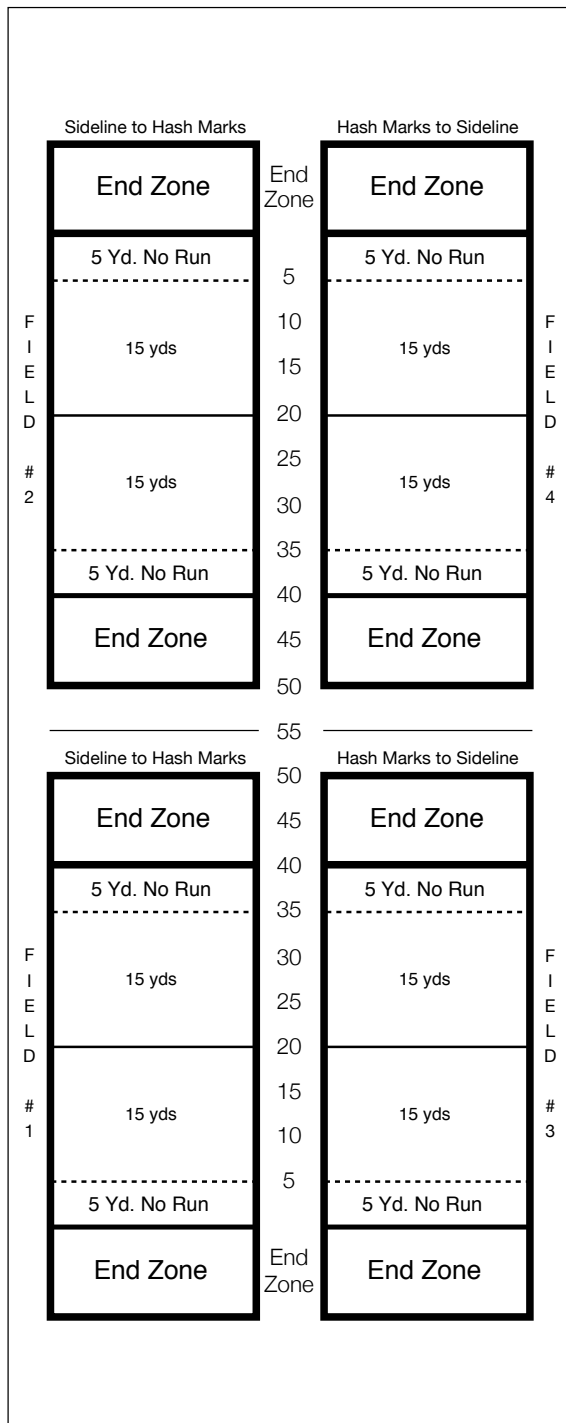 Sideline to Hash Marks Hash Marks to Sideline
End Zone End Zone End Zone
5 Yd. No Run 5 Yd. No Run
5
10
15 yds 15 15 yds
20
25
15 yds 30 15 yds
35
5 Yd. No Run 5 Yd. No Run
40
End Zone 45 End Zone
50
FIELD #2
FIELD #4
55
Sideline to Hash Marks 50 Hash Marks to Sideline
End Zone 45 End Zone
40
5 Yd. No Run 5 Yd. No Run
35
15 yds 30 15 yds
25
20
15
15 yds 10 15 yds
5
5 Yd. No Run 5 Yd. No Run
End Zone End Zone End Zone
FIELD #1
FIELD #3